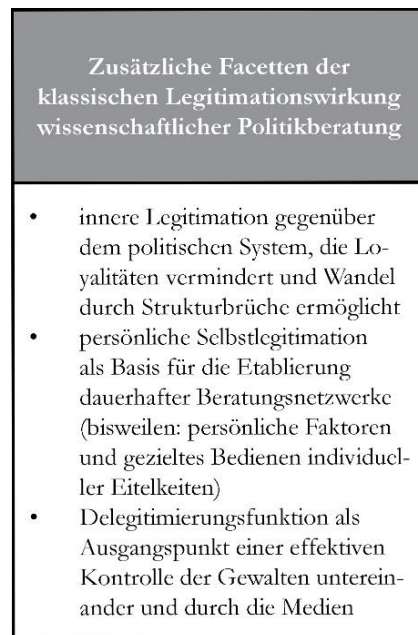 Zusätzliche Facetten der
klassischen Legitimationswirkung
wissenschaftlicher Politikberatung
• innere Legitimation gegenüber
dem politischen System, die Lo-
yalitäten vermindert und Wandel
durch Strukturbrüche ermöglicht
• persönliche Selbstlegitimation
als Basis für die Etablierung
dauerhafter Beratungsnetzwerke
(bisweilen: persönliche Faktoren
und gezieltes Bedienen individuel-
ler Eitelkeiten)
• Delegitimierungsfunktion als
Ausgangspunkt einer effektiven
Kontrolle der Gewalten unterein-
ander und durch die Medien